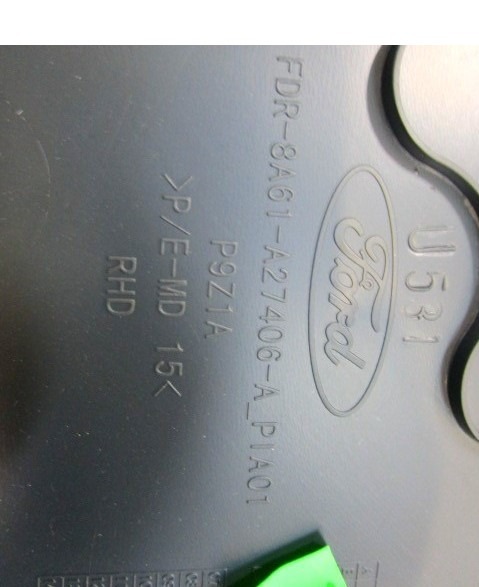 U531
Ford
FDR-8A61-A27406-A_PIA01
P9Z1A
>P/E-MD 15<
RHD